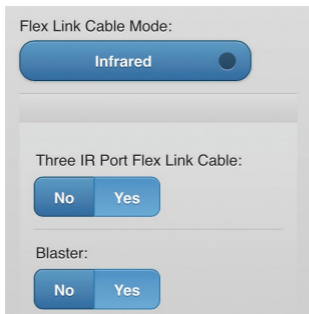 Flex Link Cable Mode:
Infrared
Three IR Port Flex Link Cable:
No Yes
Blaster:
No Yes